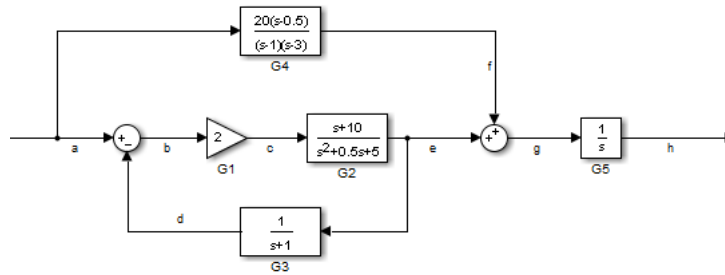 20(s-0.5)
(s-1)(s-3)
G4
f
+
a
+
−
b
2
G1
c
s+10
s²+0.5s+5
G2
e
+
g
1
s
G5
h
d
1
s+1
G3